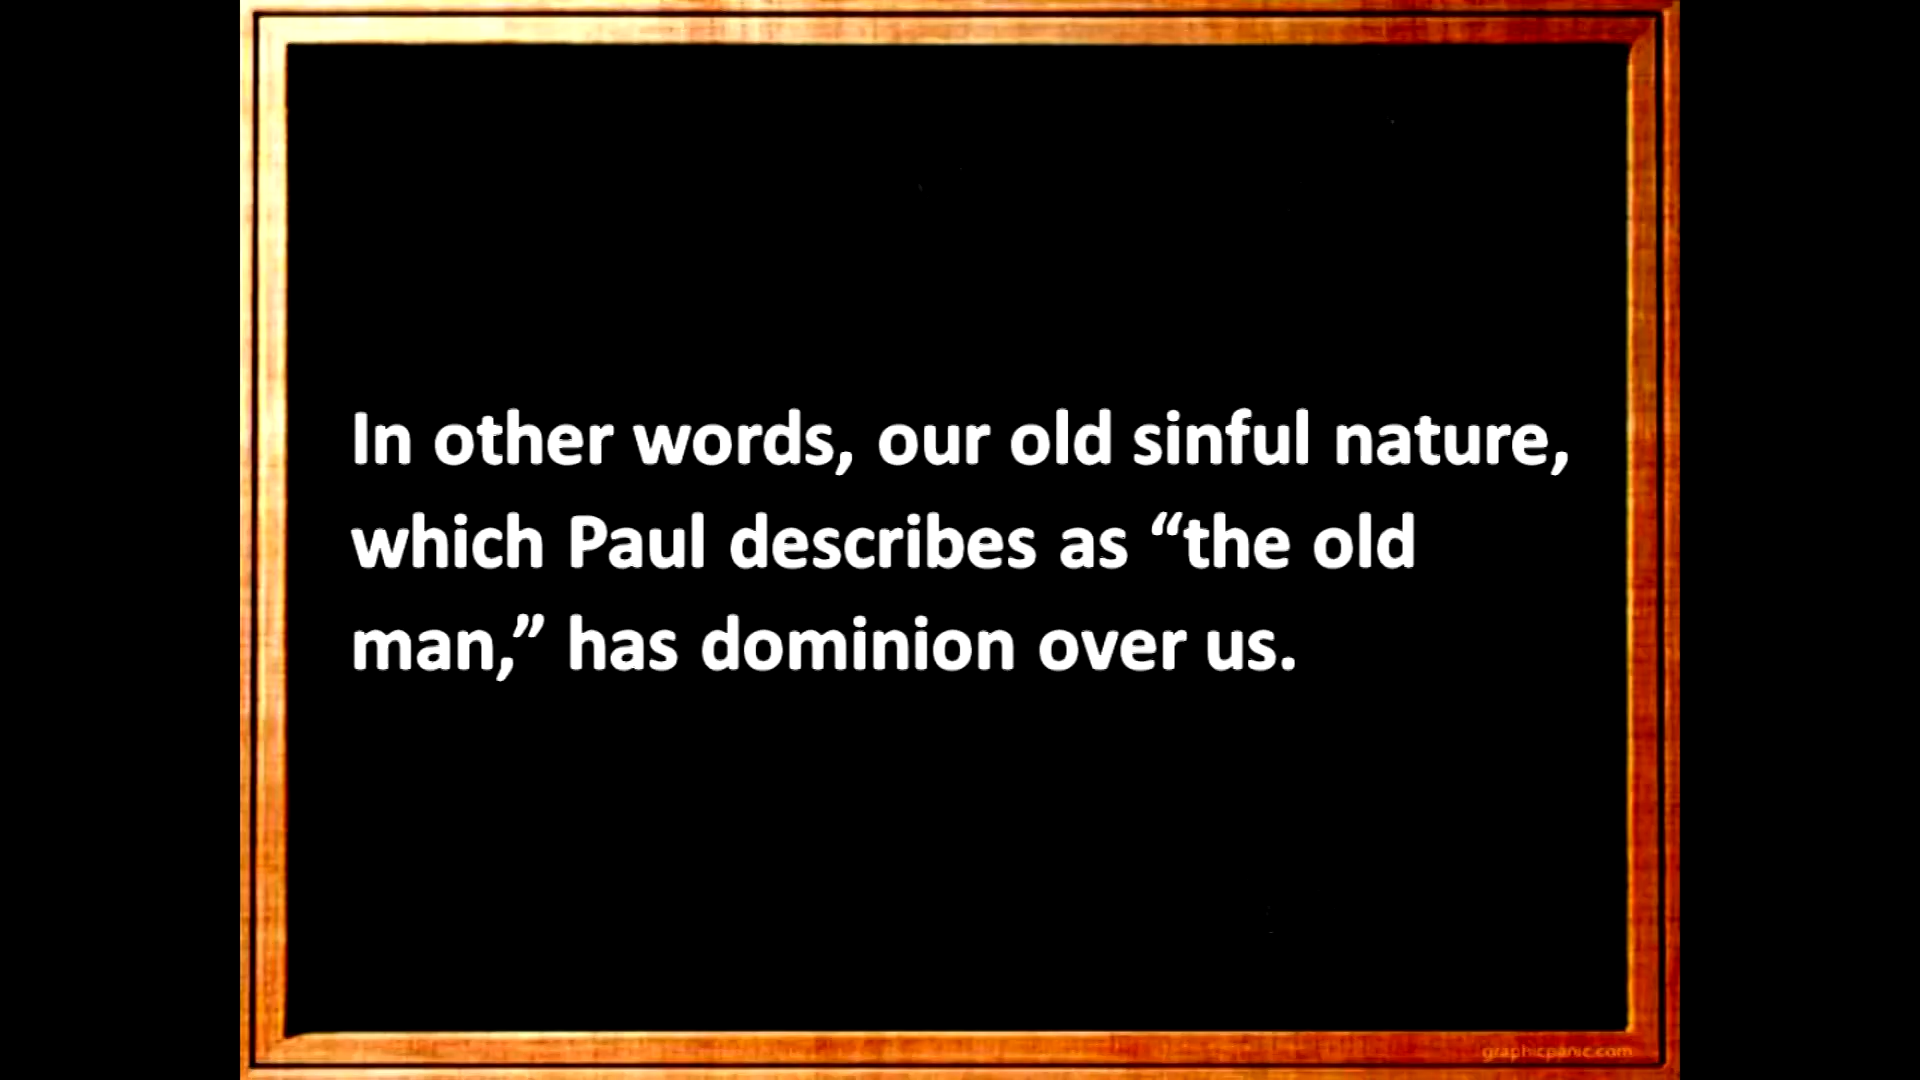 In other words, our old sinful nature,
which Paul describes as “the old
man,” has dominion over us.
graphicpanic.com